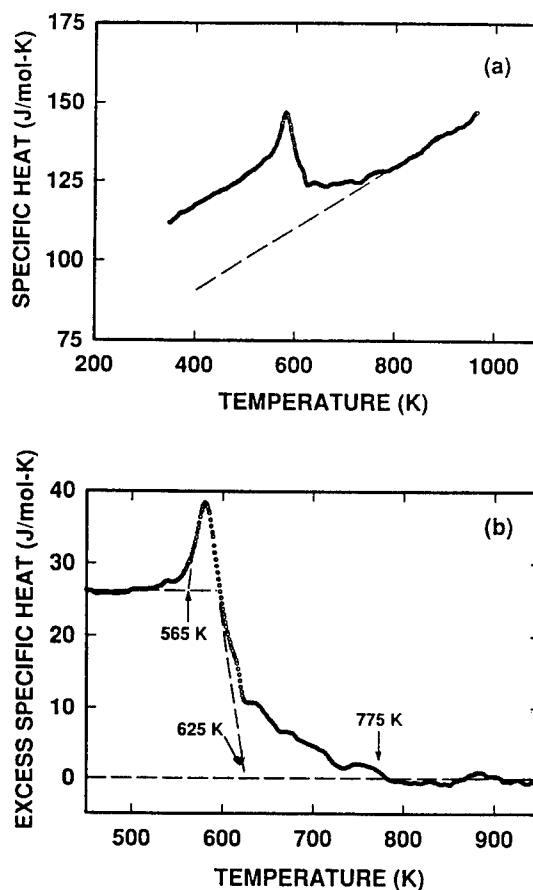 (a)
SPECIFIC HEAT (J/mol-K)
175
150
125
100
75
200
400
600
800
1000
TEMPERATURE (K)
(b)
EXCESS SPECIFIC HEAT (J/mol-K)
40
30
20
10
0
565 K
625 K
775 K
500
600
700
800
900
TEMPERATURE (K)